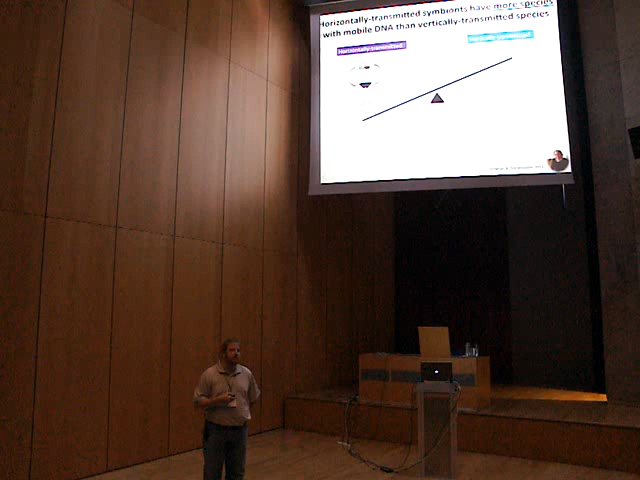 Horizontally-transmitted symbionts have more species
with mobile DNA than vertically-transmitted species
Horizontally-transmitted